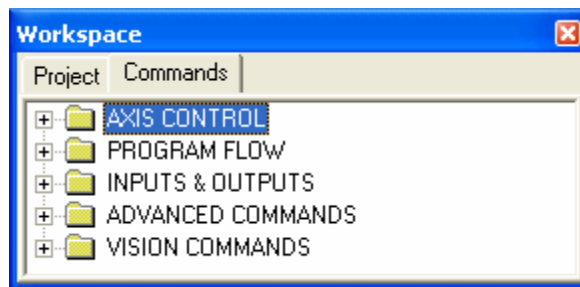 Workspace
Project Commands
AXIS CONTROL
PROGRAM FLOW
INPUTS & OUTPUTS
ADVANCED COMMANDS
VISION COMMANDS